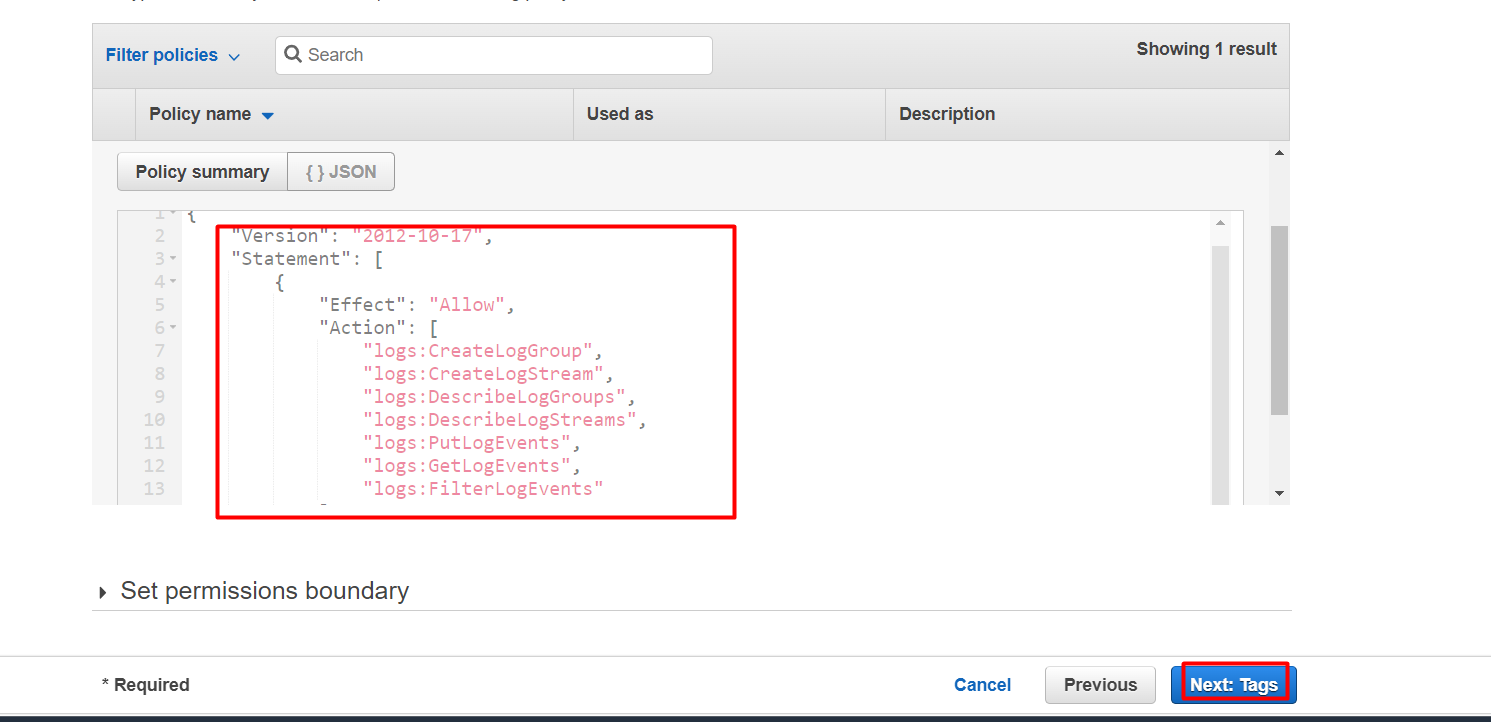 Filter policies
Search
Showing 1 result
Policy name
Used as
Description
Policy summary
{ } JSON
1 {
2 "Version": "2012-10-17",
3 "Statement": [
4 {
5 "Effect": "Allow",
6 "Action": [
7 "logs:CreateLogGroup",
8 "logs:CreateLogStream",
9 "logs:DescribeLogGroups",
10 "logs:DescribeLogStreams",
11 "logs:PutLogEvents",
12 "logs:GetLogEvents",
13 "logs:FilterLogEvents"
Set permissions boundary
* Required
Cancel
Previous
Next: Tags